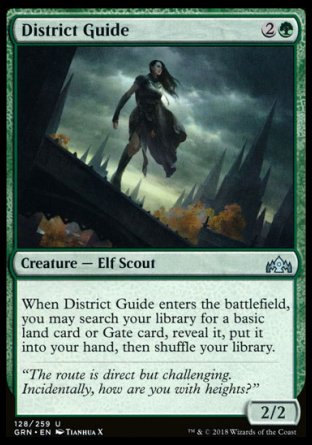 District Guide 2
Creature — Elf Scout
When District Guide enters the battlefield,
you may search your library for a basic
land card or Gate card, reveal it, put it
into your hand, then shuffle your library.
"The route is direct but challenging.
Incidentally, how are you with heights?"
2/2
128/259 U
GRN • EN Tianhua X
™ & © 2018 Wizards of the Coast